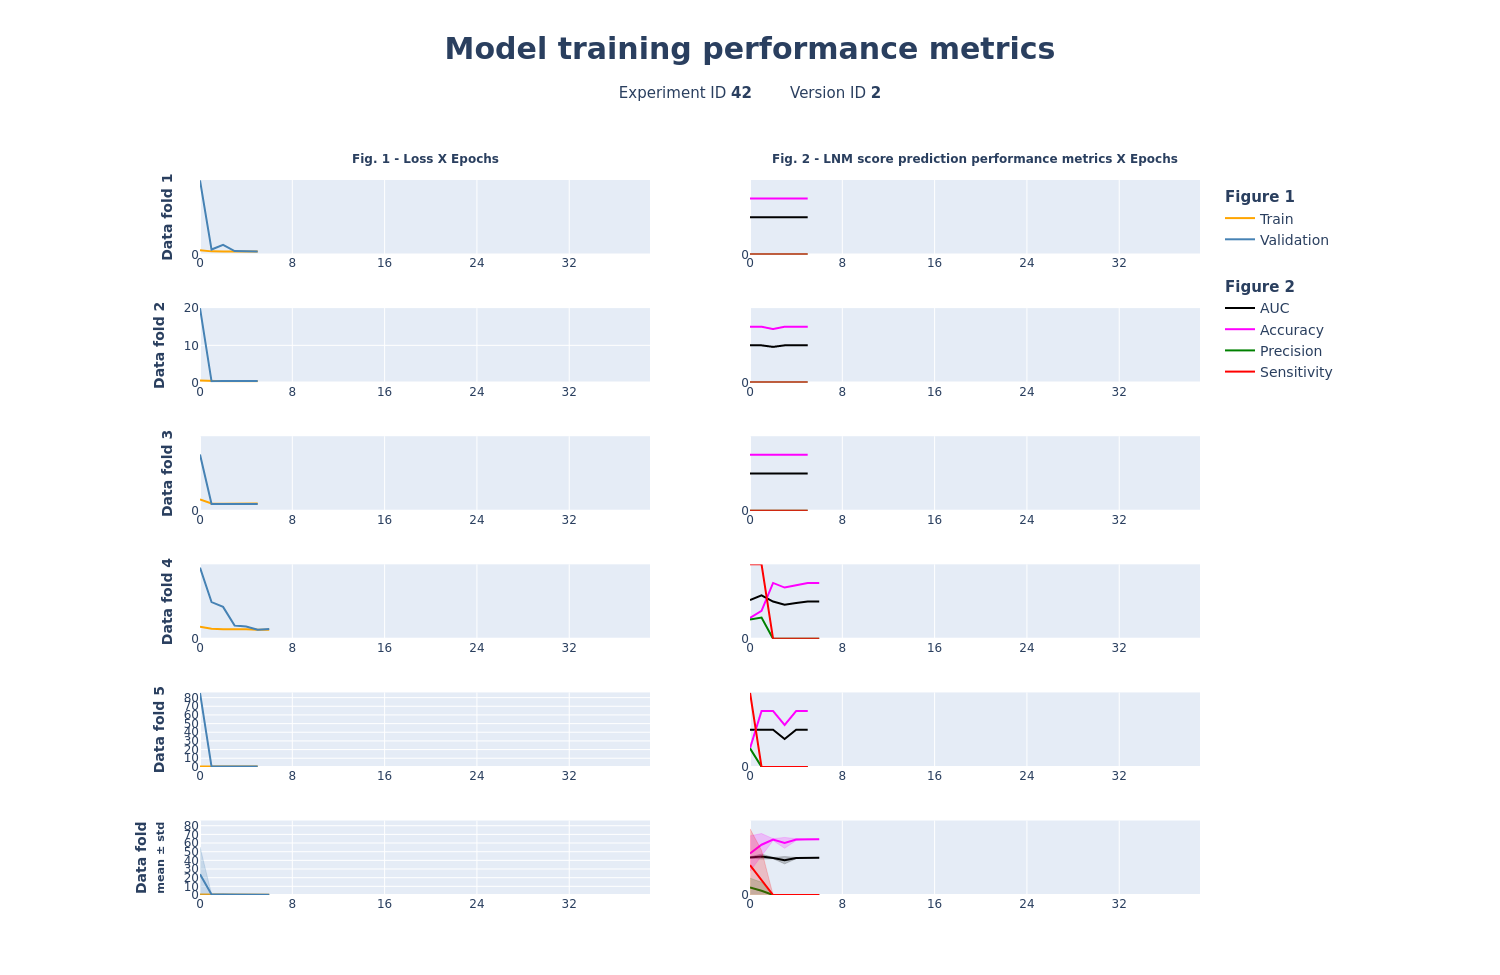 Model training performance metrics
Experiment ID 42 Version ID 2
Fig. 1 - Loss X Epochs
Fig. 2 - LNM score prediction performance metrics X Epochs
Data fold 1
0
0 8 16 24 32
0
0 8 16 24 32
Figure 1
Train
Validation
Figure 2
AUC
Accuracy
Precision
Sensitivity
Data fold 2
20
10
0
0 8 16 24 32
0
0 8 16 24 32
Data fold 3
0
0 8 16 24 32
0
0 8 16 24 32
Data fold 4
0
0 8 16 24 32
0
0 8 16 24 32
Data fold 5
80
70
60
50
40
30
20
10
0
0 8 16 24 32
0
0 8 16 24 32
Data fold
mean ± std
80
70
60
50
40
30
20
10
0
0 8 16 24 32
0
0 8 16 24 32